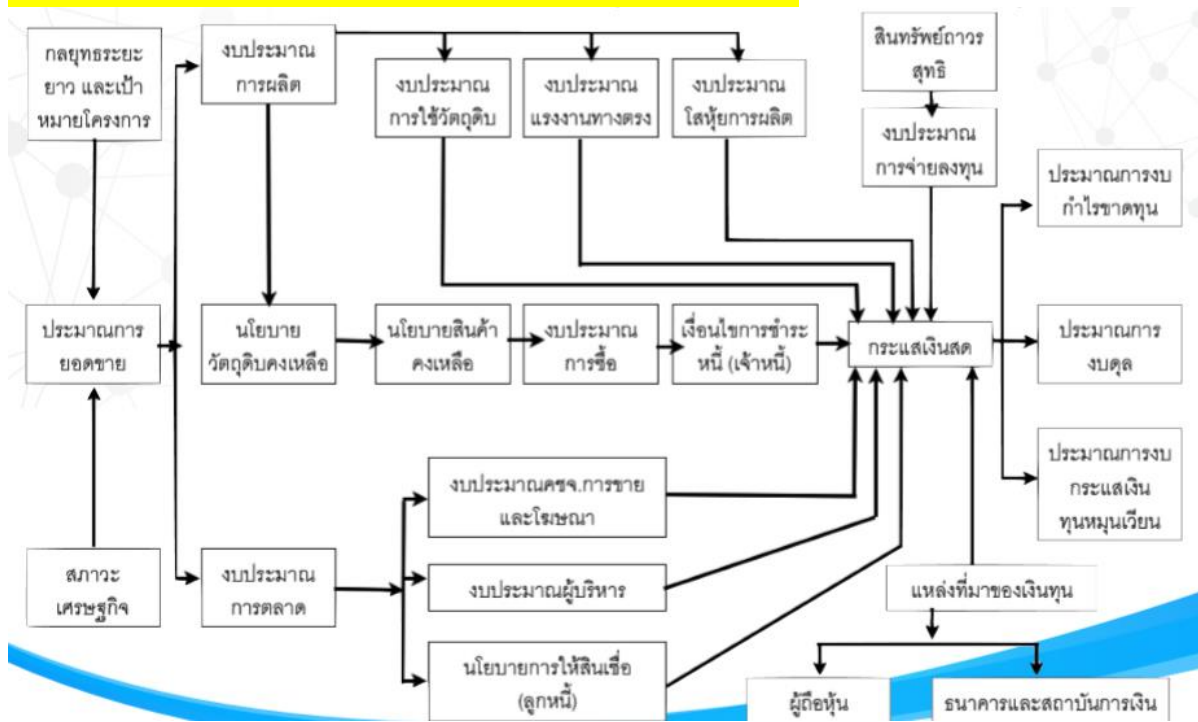 กลยุทธระยะ
ยาว และเป้า
หมายโครงการ
งบประมาณ
การผลิต
งบประมาณ
การใช้วัตถุดิบ
งบประมาณ
แรงงานทางตรง
งบประมาณ
โสหุ้ยการผลิต
สินทรัพย์ถาวร
สุทธิ
งบประมาณ
การจ่ายลงทุน
ประมาณการงบ
กำไรขาดทุน
ประมาณการ
ยอดขาย
นโยบาย
วัตถุดิบคงเหลือ
นโยบายสินค้า
คงเหลือ
งบประมาณ
การซื้อ
เงื่อนไขการชำระ
หนี้ (เจ้าหนี้)
กระแสเงินสด
ประมาณการ
งบดุล
งบประมาณคชจ.การขาย
และโฆษณา
ประมาณการงบ
กระแสเงิน
ทุนหมุนเวียน
สภาวะ
เศรษฐกิจ
งบประมาณ
การตลาด
งบประมาณผู้บริหาร
แหล่งที่มาของเงินทุน
นโยบายการให้สินเชื่อ
(ลูกหนี้)
ผู้ถือหุ้น
ธนาคารและสถาบันการเงิน